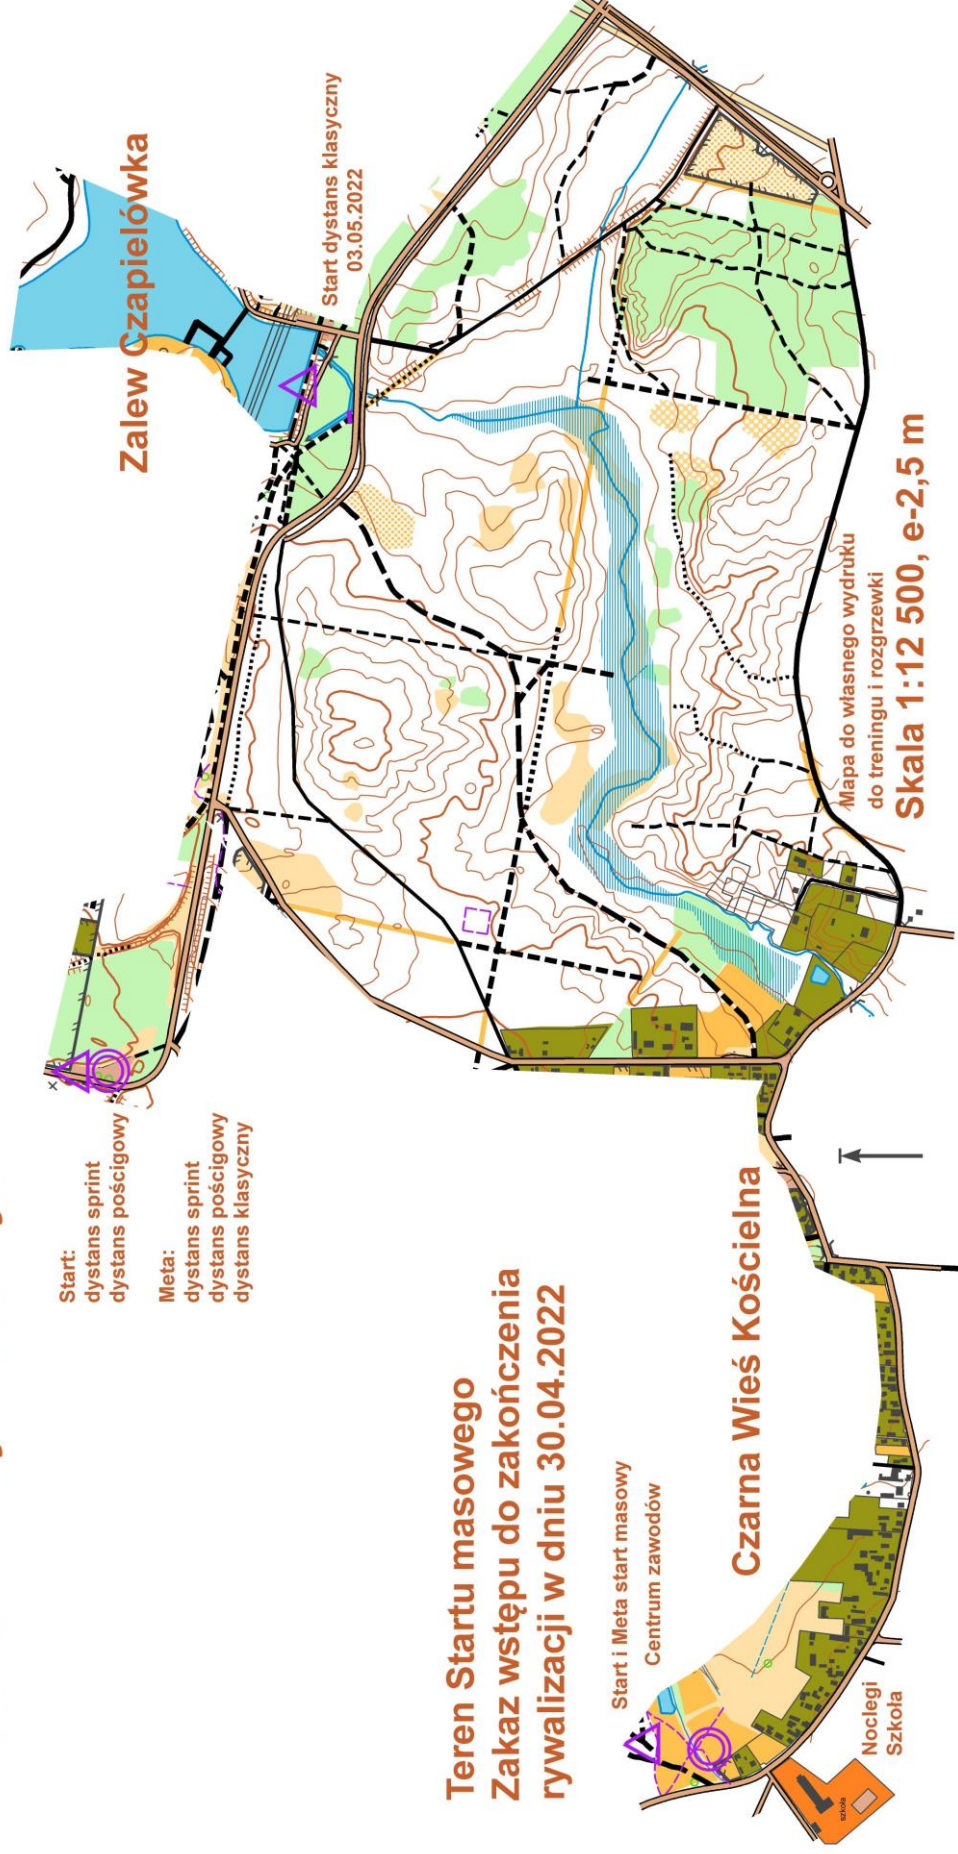 Zalew Czapielówka
Start dystans klasyczny
03.05.2022
Start:
dystans sprint
dystans pościgowy
Meta:
dystans sprint
dystans pościgowy
dystans klasyczny
Teren Startu masowego
Zakaz wstępu do zakończenia
rywalizacji w dniu 30.04.2022
Start i Meta start masowy
Centrum zawodów
Czarna Wieś Kościelna
Mapa do własnego wydruku
do treningu i rozgrzewki
Skala 1:12 500, e-2,5 m
Noclegi
Szkoła
szkoła